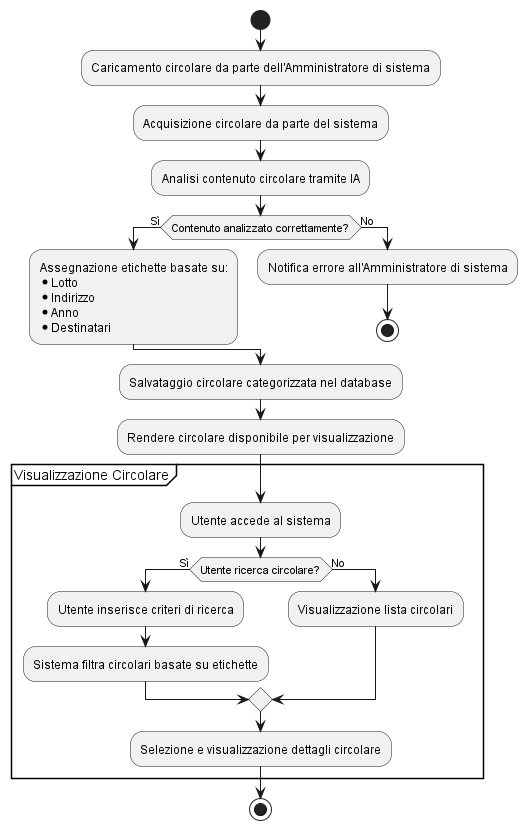 Caricamento circolare da parte dell'Amministratore di sistema
Acquisizione circolare da parte del sistema
Analisi contenuto circolare tramite IA
Contenuto analizzato correttamente?
Sì
No
Assegnazione etichette basate su:
• Lotto
• Indirizzo
• Anno
• Destinatari
Notifica errore all'Amministratore di sistema
Salvataggio circolare categorizzata nel database
Rendere circolare disponibile per visualizzazione
Visualizzazione Circolare
Utente accede al sistema
Utente ricerca circolare?
Sì
No
Utente inserisce criteri di ricerca
Visualizzazione lista circolari
Sistema filtra circolari basate su etichette
Selezione e visualizzazione dettagli circolare